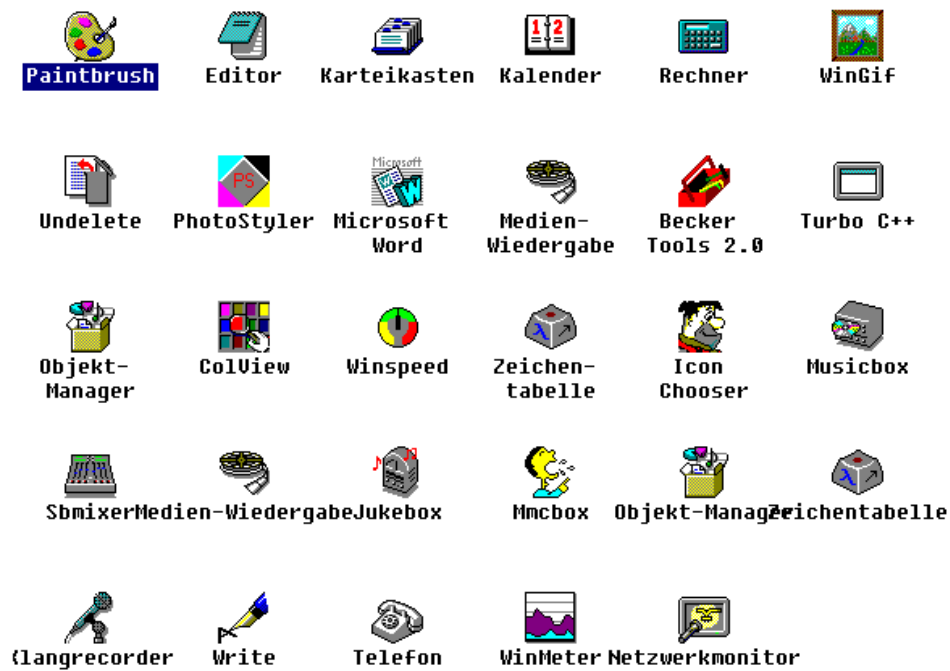 Paintbrush Editor Karteikasten Kalender Rechner WinGif
Undelete PhotoStyler Microsoft Word Medien-Wiedergabe Becker Tools 2.0 Turbo C++
Objekt-Manager ColView Winspeed Zeichen-tabelle Icon Chooser Musicbox
Sbmixer Medien-Wiedergabe Jukebox Mmcbox Objekt-Manager Zeichentabelle
Klangrecorder Write Telefon WinMeter Netzwerkmonitor